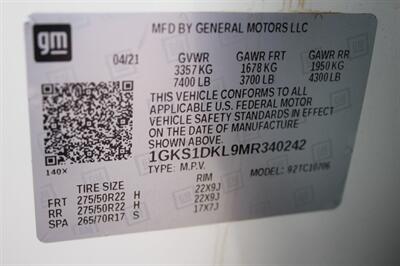 MFD BY GENERAL MOTORS LLC
gm
04/21 GVWR GAWR FRT GAWR RR
3357 KG 1678 KG 1950 KG
7400 LB 3700 LB 4300 LB
THIS VEHICLE CONFORMS TO ALL
APPLICABLE U.S. FEDERAL MOTOR
VEHICLE SAFETY STANDARDS IN EFFECT
ON THE DATE OF MANUFACTURE SHOWN ABOVE.
1GKS1DKL9MR340242
140X TYPE: M.P.V. MODEL: 92TC10706
TIRE SIZE RIM
FRT 275/50R22 H 22X9J
RR 275/50R22 H 22X9J
SPA 265/70R17 S 17X7J